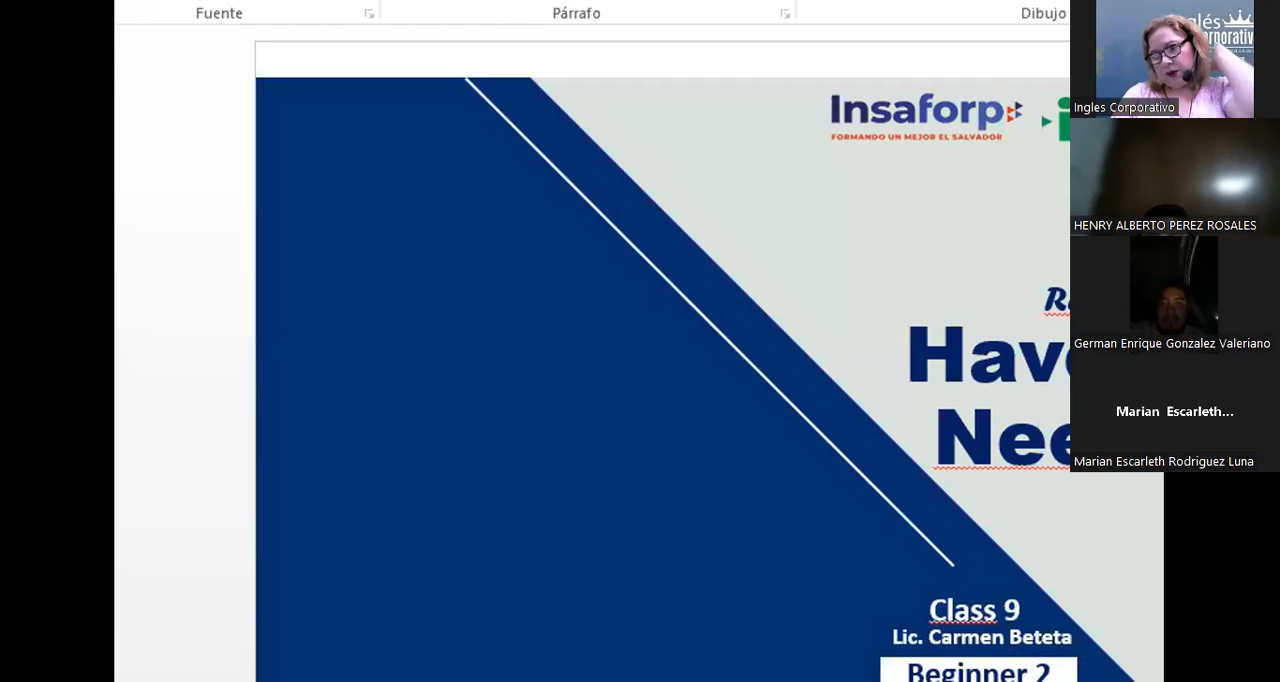 Fuente Párrafo Dibujo
Insaforp
FORMANDO UN MEJOR EL SALVADOR
Hav
Nee
Class 9
Lic. Carmen Beteta
Beginner 2
Ingles Corporativo
HENRY ALBERTO PEREZ ROSALES
German Enrique Gonzalez Valeriano
Marian Escarleth...
Marian Escarleth Rodriguez Luna